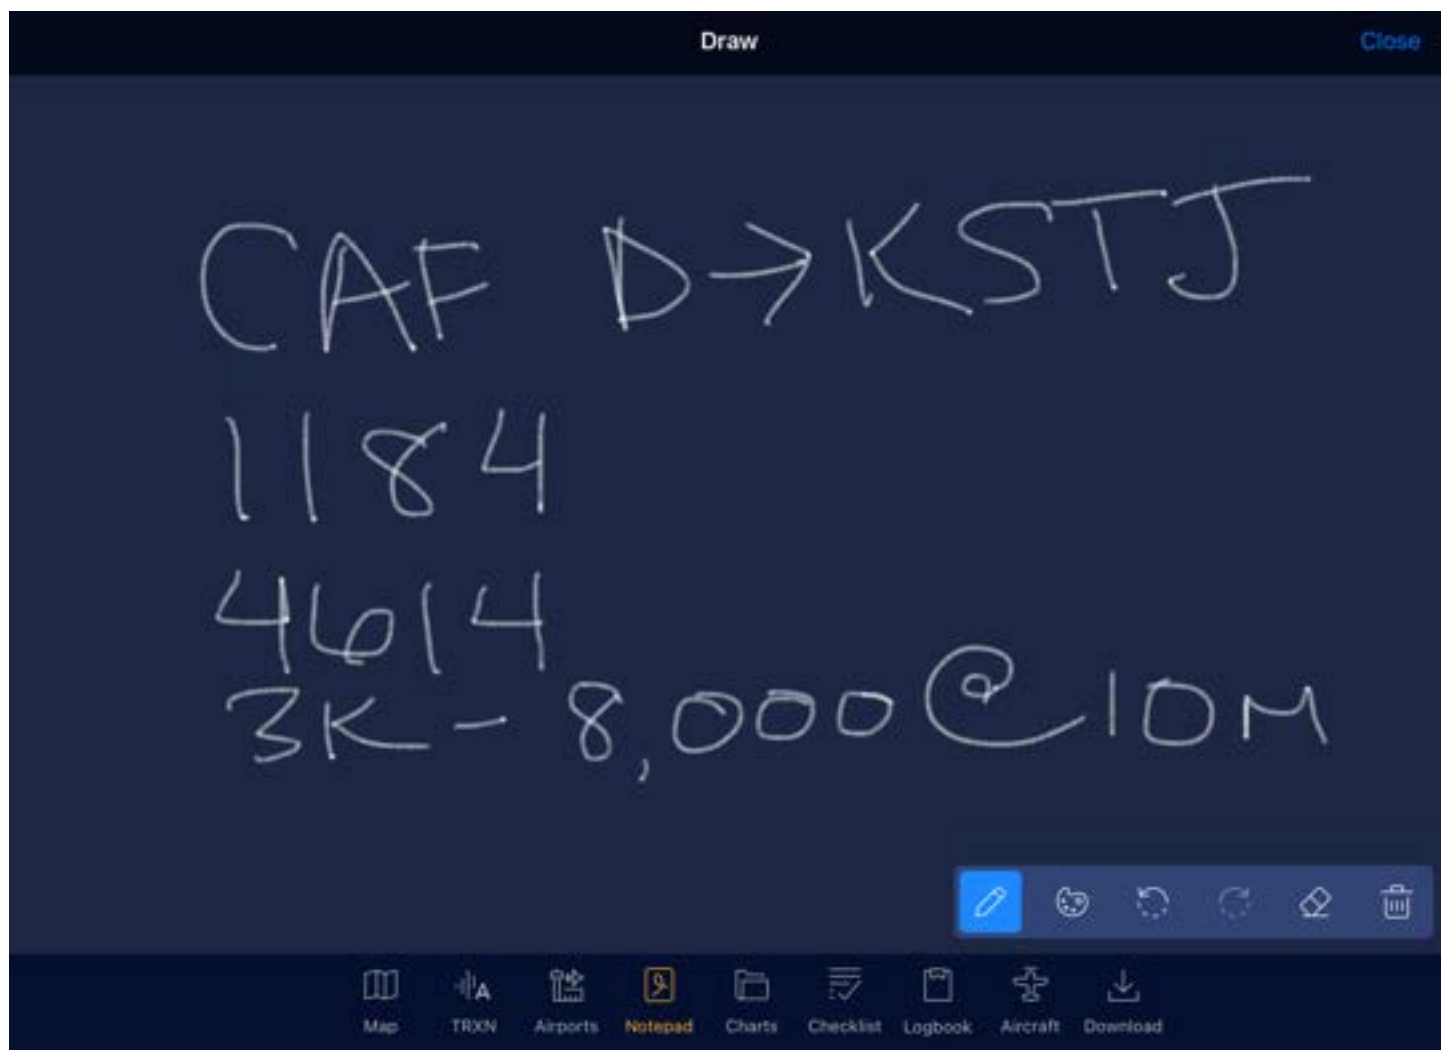 Draw Close
CAF D→KSTJ
1184
4614
3K-8,000@10M
Map TRXN Airports Notepad Charts Checklist Logbook Aircraft Download